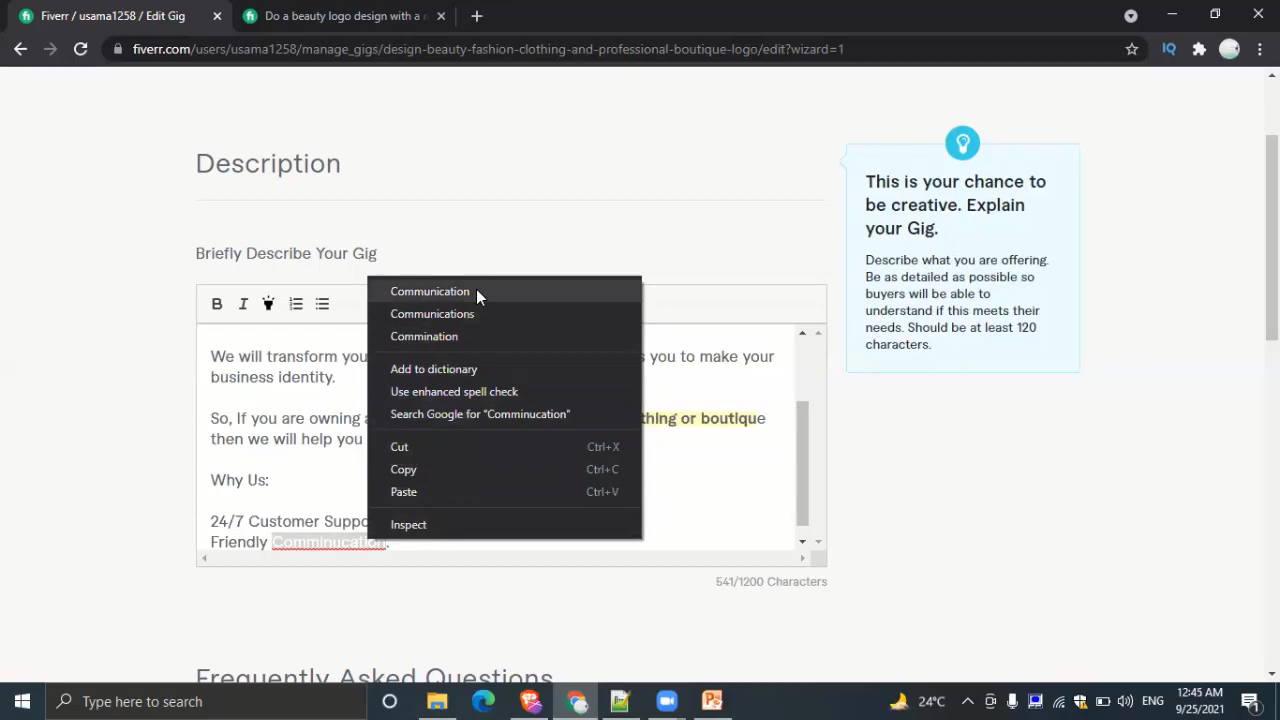 Fiverr / usama1258 / Edit Gig
Do a beauty logo design with a
fiverr.com/users/usama1258/manage_gigs/design-beauty-fashion-clothing-and-professional-boutique-logo/edit?wizard=1
IQ
Description
This is your chance to
be creative. Explain
your Gig.
Describe what you are offering.
Be as detailed as possible so
buyers will be able to
understand if this meets their
needs. Should be at least 120
characters.
Briefly Describe Your Gig
B I
Communication
Communications
Commination
Add to dictionary
Use enhanced spell check
Search Google for "Comminucation"
Cut Ctrl+X
Copy Ctrl+C
Paste Ctrl+V
Inspect
We will transform you s you to make your
business identity.
So, If you are owning a thing or boutique
then we will help you
Why Us:
24/7 Customer Suppo
Friendly Comminucation.
541/1200 Characters
Frequently Asked Questions
Type here to search
24°C
ENG
12:45 AM
9/25/2021
1